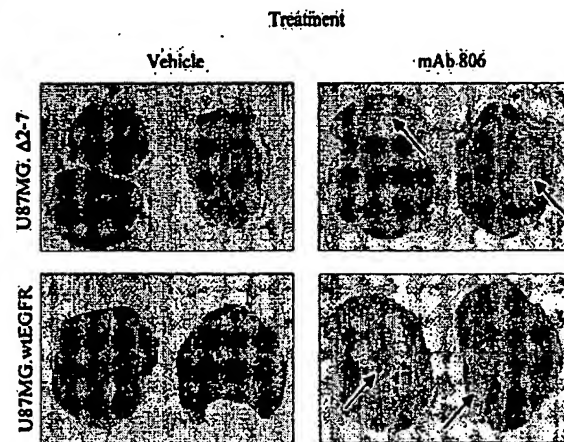 Treatment
Vehicle
mAb 806
U87MG. Δ2-7
U87MG.wtEGFR